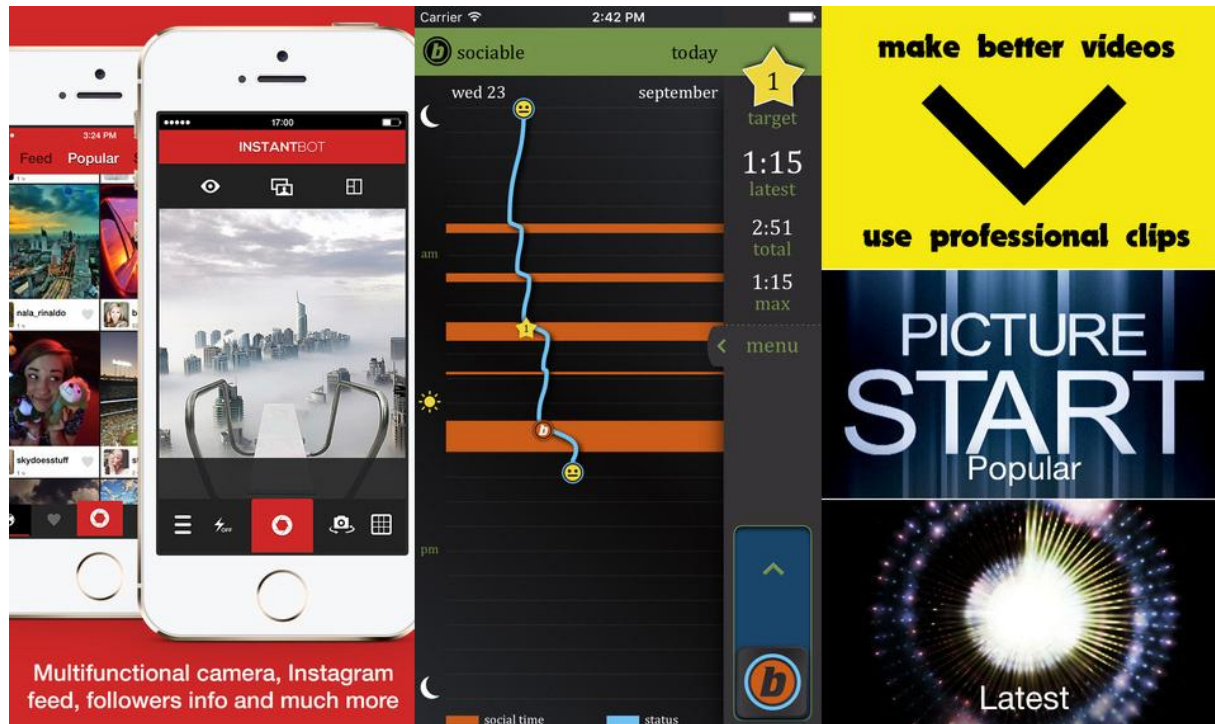 3:24 PM
Feed Popular
nala_rinaldo
skydoesstuff
17:00
INSTANTBOT
OFF
Multifunctional camera, Instagram
feed, followers info and much more
Carrier 2:42 PM
b sociable today
wed 23 september
1
target
1:15
latest
2:51
total
1:15
max
menu
am
1
b
pm
b
social time status
make better videos
use professional clips
PICTURE
START
Popular
Latest